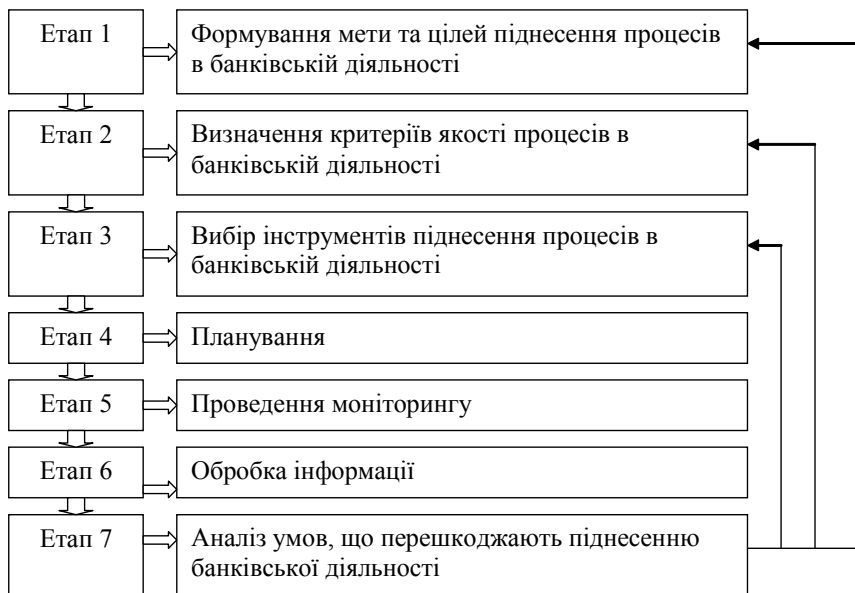 Етап 1
Формування мети та цілей піднесення процесів
в банківській діяльності
Етап 2
Визначення критеріїв якості процесів в
банківській діяльності
Етап 3
Вибір інструментів піднесення процесів в
банківській діяльності
Етап 4
Планування
Етап 5
Проведення моніторингу
Етап 6
Обробка інформації
Етап 7
Аналіз умов, що перешкоджають піднесенню
банківської діяльності